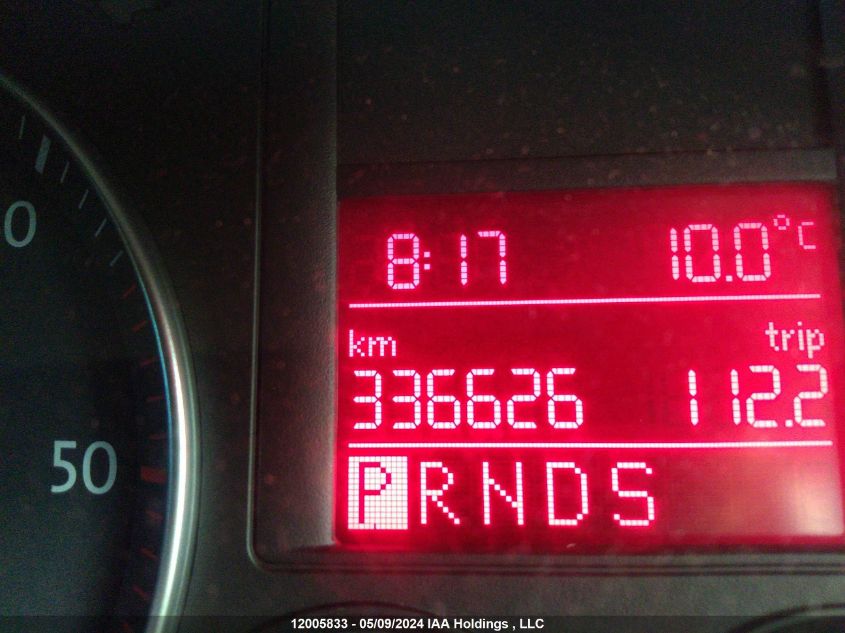 8:17 10.0°C
km trip
336626 112.2
PRNDS
0
50
12005833 - 05/09/2024 IAA Holdings , LLC